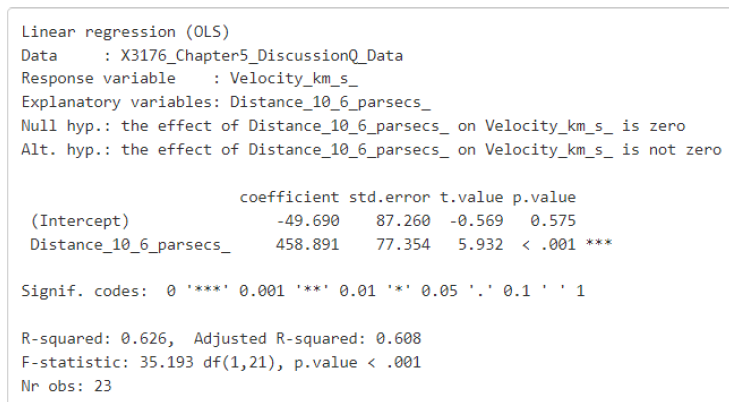 Linear regression (OLS)
Data     : X3176_Chapter5_DiscussionQ_Data
Response variable    : Velocity_km_s_
Explanatory variables: Distance_10_6_parsecs_
Null hyp.: the effect of Distance_10_6_parsecs_ on Velocity_km_s_ is zero
Alt. hyp.: the effect of Distance_10_6_parsecs_ on Velocity_km_s_ is not zero
coefficient std.error t.value p.value
(Intercept)                -49.690    87.260  -0.569   0.575
Distance_10_6_parsecs_     458.891    77.354   5.932  < .001 ***
Signif. codes:  0 '***' 0.001 '**' 0.01 '*' 0.05 '.' 0.1 ' ' 1
R-squared: 0.626,  Adjusted R-squared: 0.608
F-statistic: 35.193 df(1,21), p.value < .001
Nr obs: 23